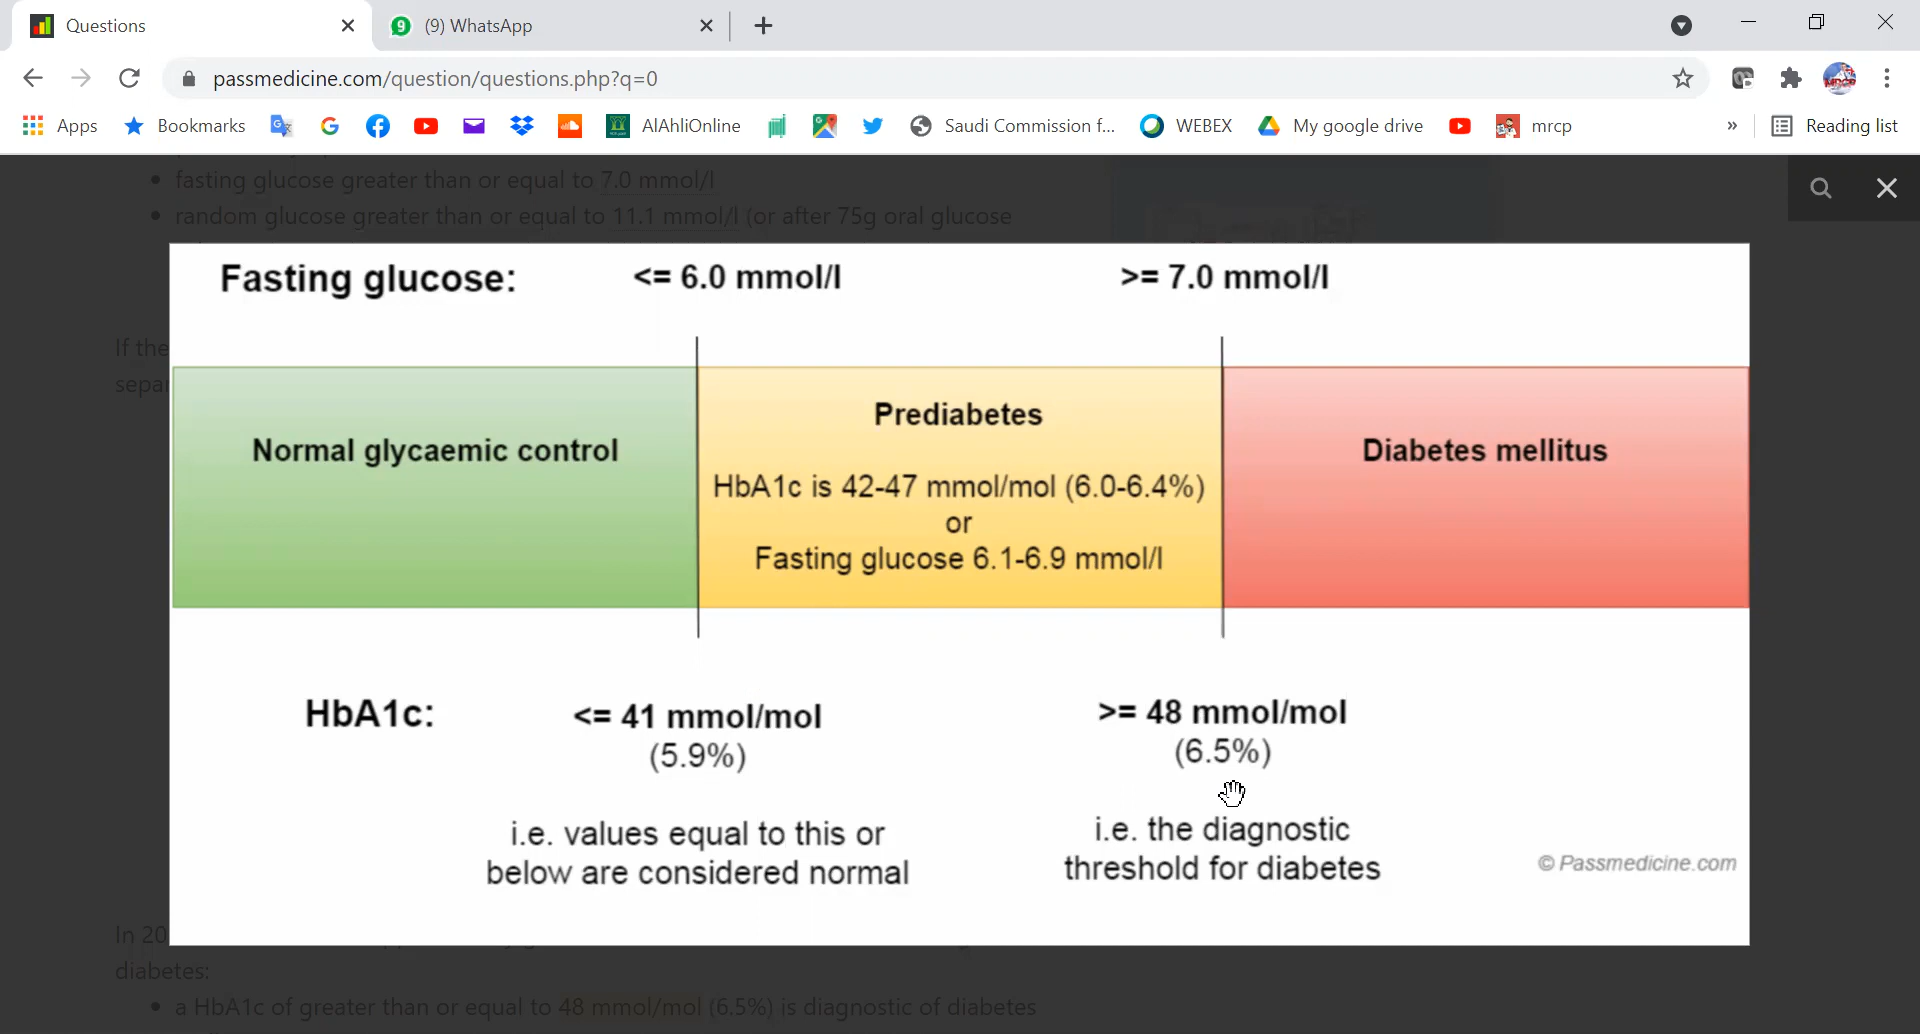 Questions
9
(9) WhatsApp
passmedicine.com/question/questions.php?q=0
Apps
Bookmarks
AlAhliOnline
Saudi Commission f...
WEBEX
My google drive
mrcp
»
Reading list
• fasting glucose greater than or equal to 7.0 mmol/l
• random glucose greater than or equal to 11.1 mmol/l (or after 75g oral glucose
Fasting glucose: <= 6.0 mmol/l >= 7.0 mmol/l
If the
separ
Normal glycaemic control
Prediabetes
HbA1c is 42-47 mmol/mol (6.0-6.4%)
or
Fasting glucose 6.1-6.9 mmol/l
Diabetes mellitus
HbA1c: <= 41 mmol/mol >= 48 mmol/mol
(5.9%) (6.5%)
i.e. values equal to this or
below are considered normal
i.e. the diagnostic
threshold for diabetes
© Passmedicine.com
In 20
diabetes:
• a HbA1c of greater than or equal to 48 mmol/mol (6.5%) is diagnostic of diabetes